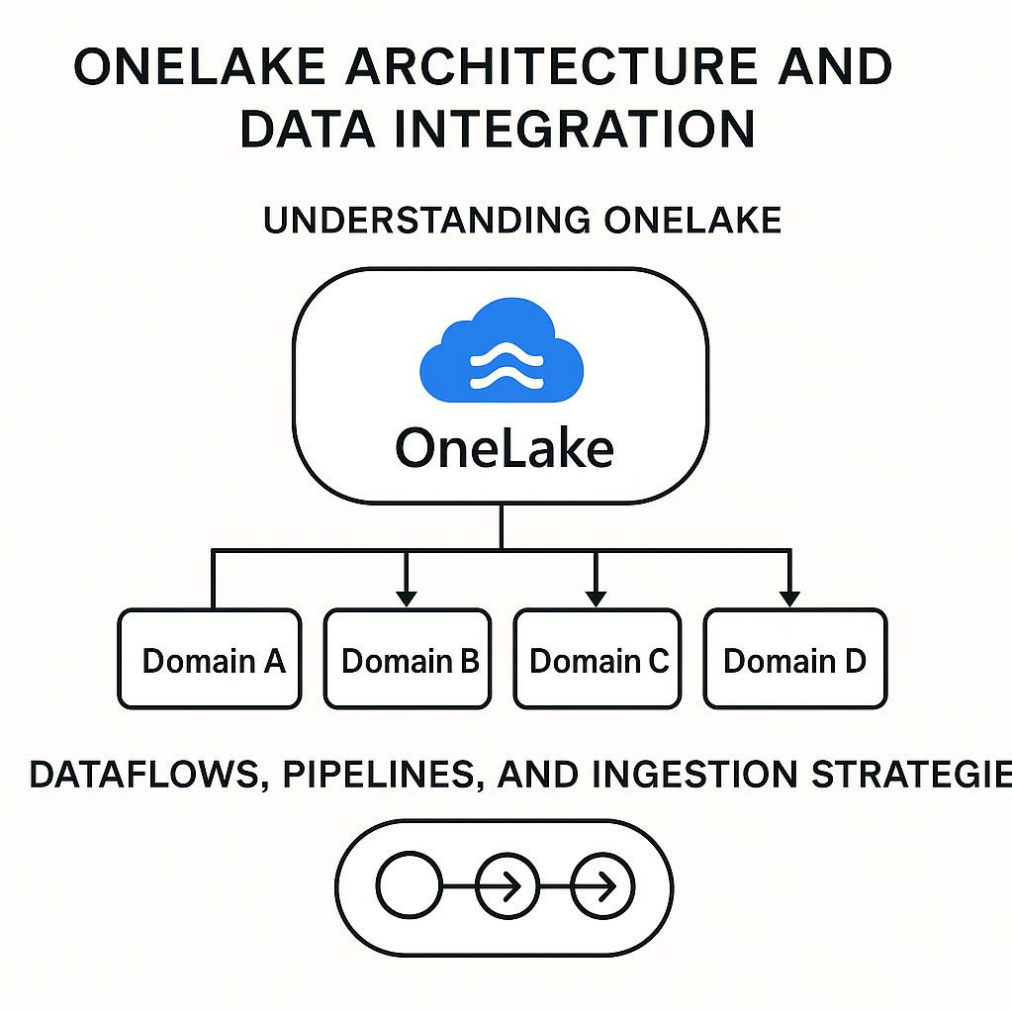 ONELAKE ARCHITECTURE AND
DATA INTEGRATION
UNDERSTANDING ONELAKE
OneLake
Domain A
Domain B
Domain C
Domain D
DATAFLOWS, PIPELINES, AND INGESTION STRATEGIE